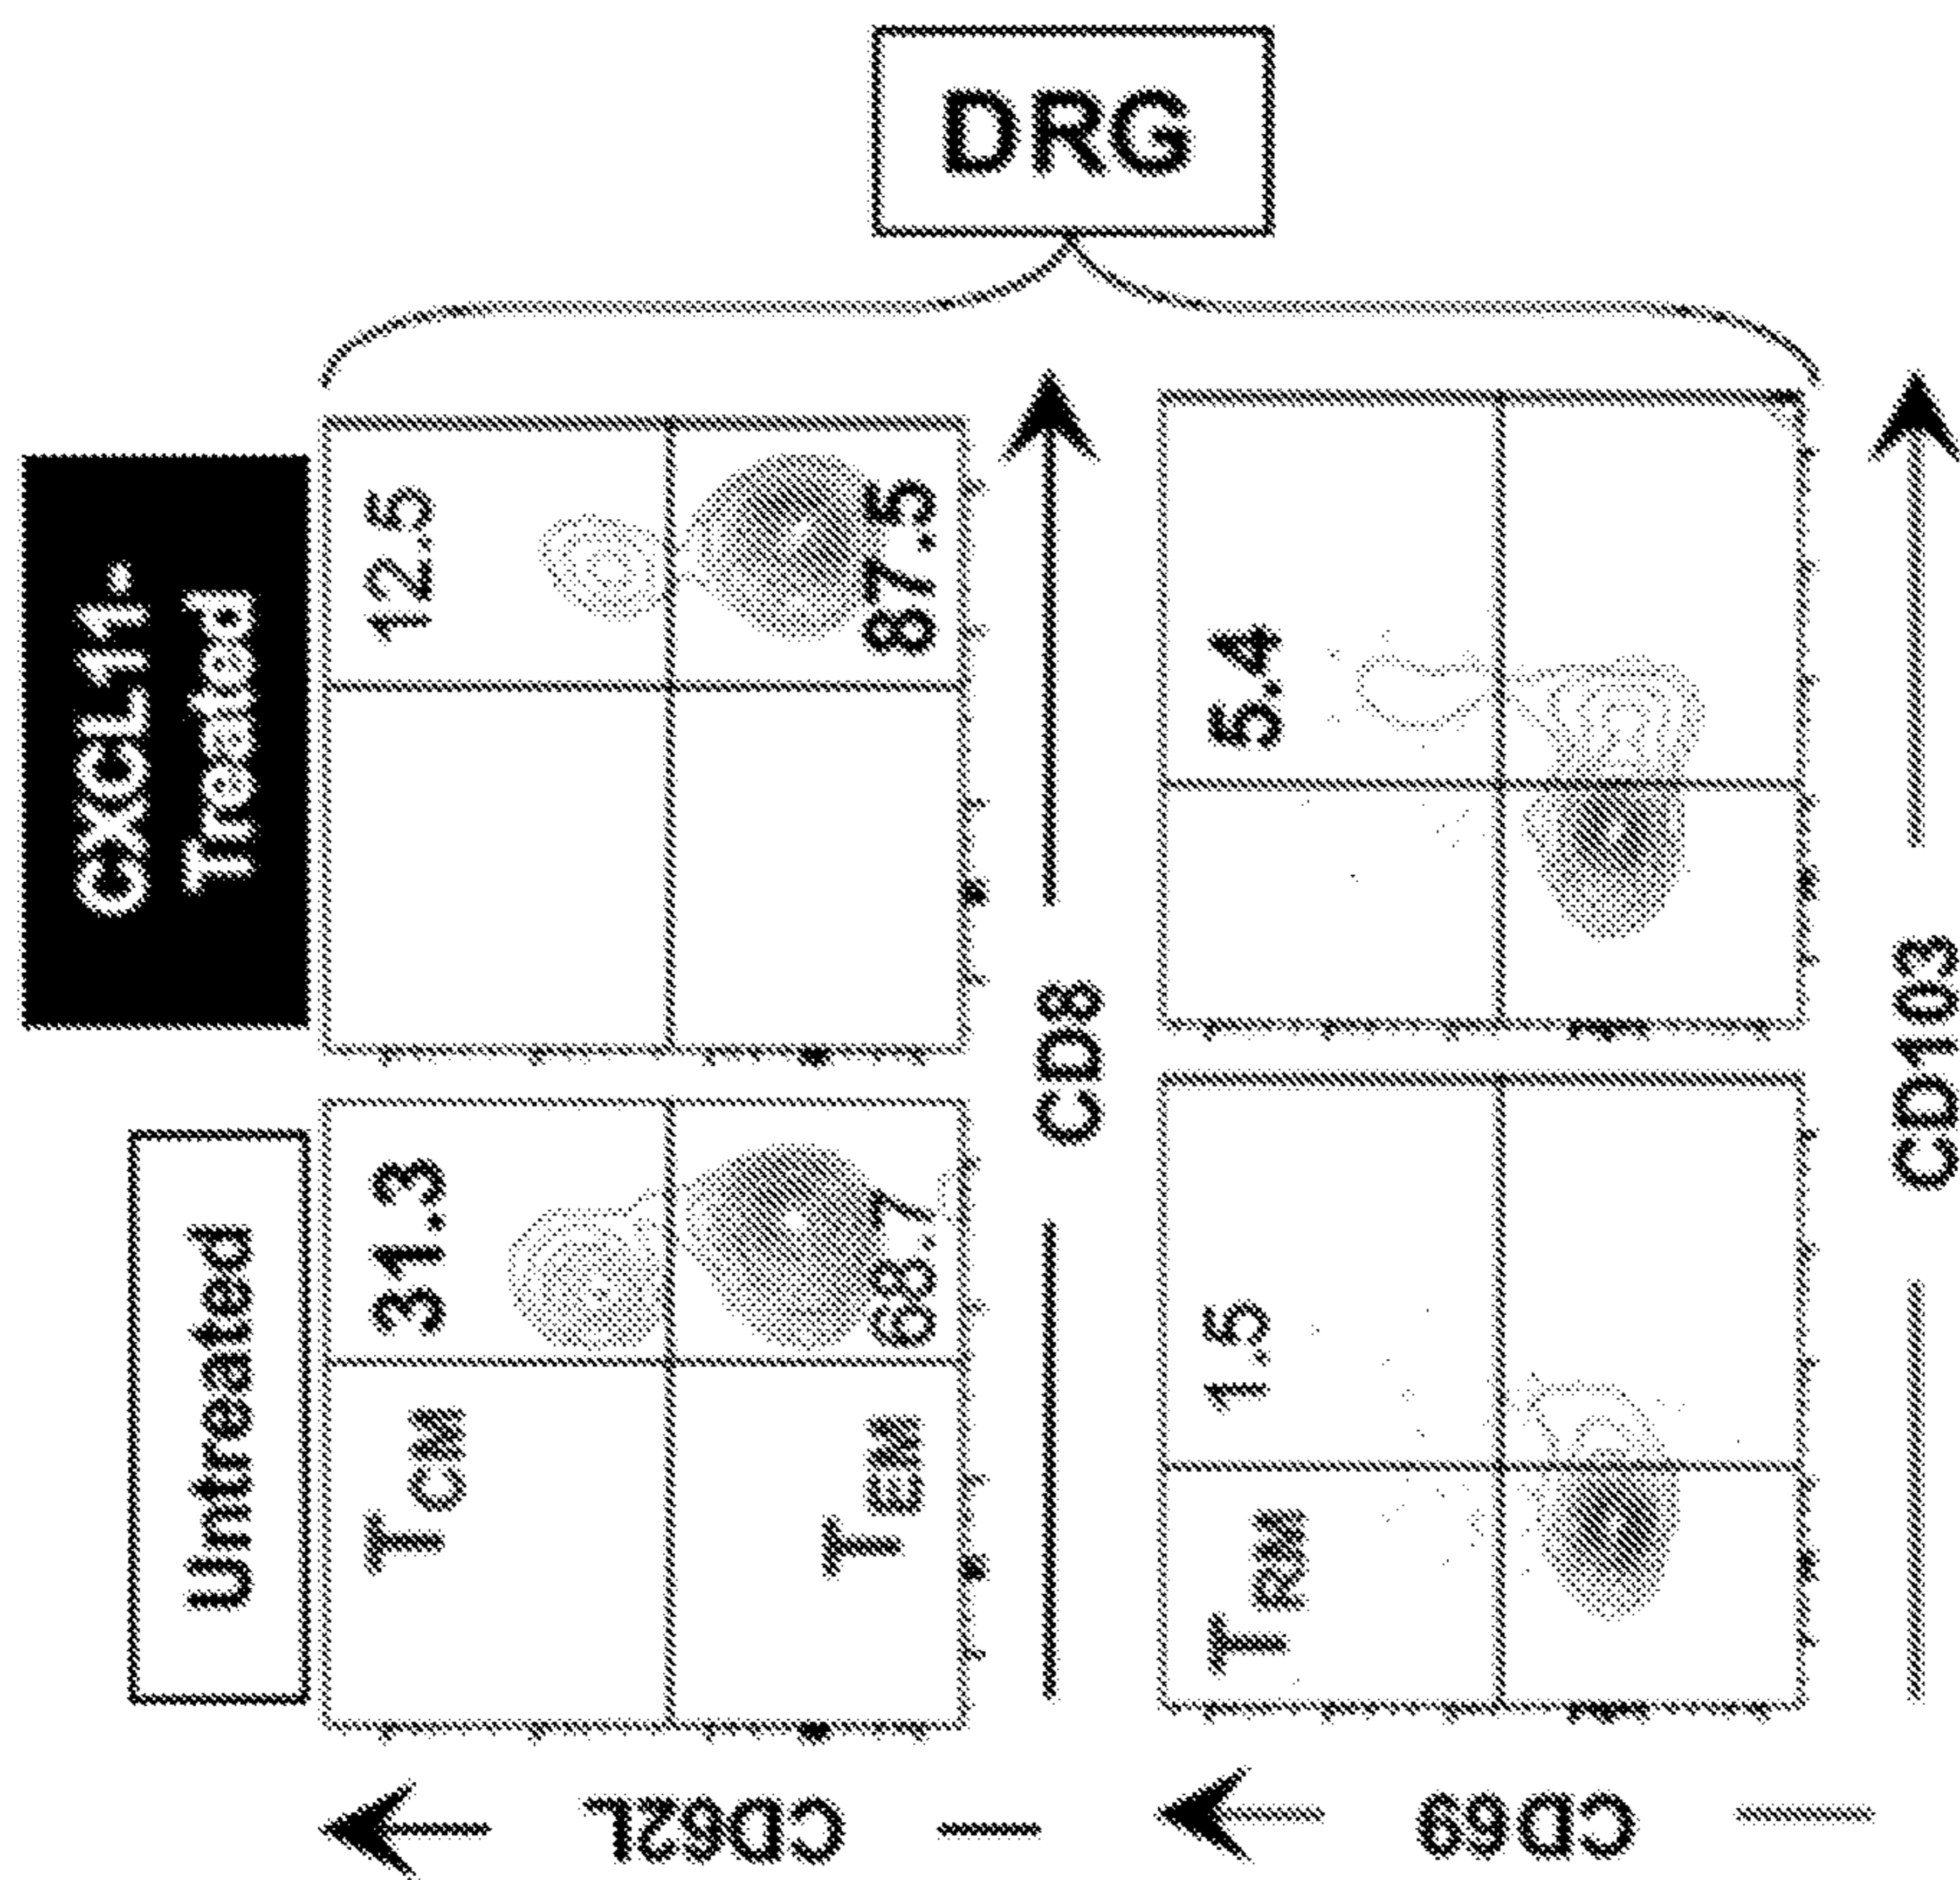 Untreated
CXCL11-
Treated
DRG
CD62L
TCM
31.3
TEM
68.7
12.5
87.5
CD8
CD69
TRM
1.5
5.4
CD103